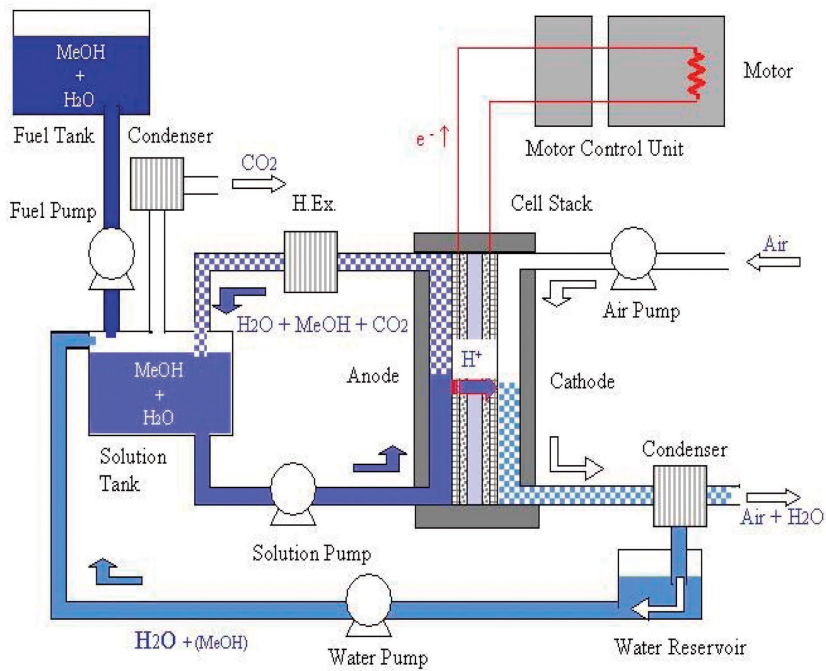 MeOH
+
H2O
Fuel Tank
Condenser
CO2
Motor
Motor Control Unit
e - ↑
Fuel Pump
H.Ex.
Cell Stack
Air
Air Pump
H2O + MeOH + CO2
H+
MeOH
+
H2O
Anode
Cathode
Solution
Tank
Condenser
Solution Pump
Air + H2O
H2O + (MeOH)
Water Pump
Water Reservoir